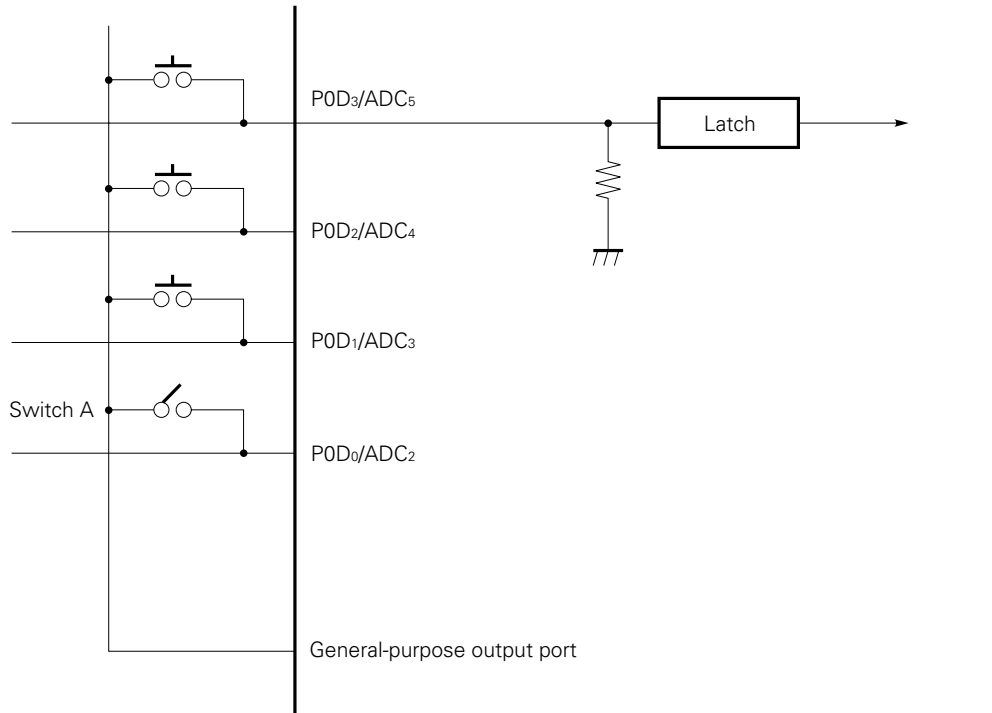 P0D₃/ADC₅
Latch
P0D₂/ADC₄
P0D₁/ADC₃
Switch A
P0D₀/ADC₂
General-purpose output port